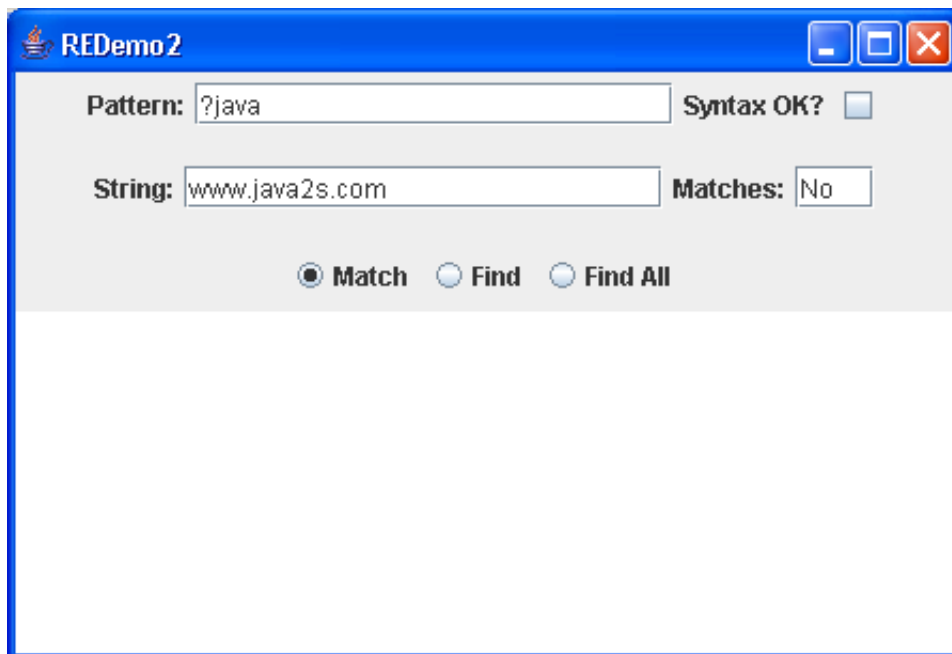 REDemo2
Pattern: ?java Syntax OK?
String: www.java2s.com Matches: No
Match Find Find All